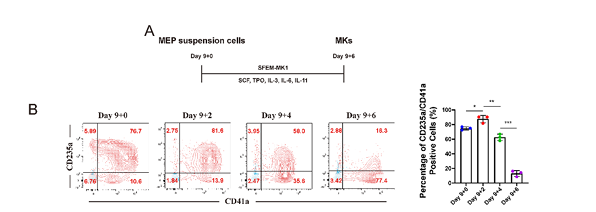 A
MEP suspension cells MKs
Day 9+0 Day 9+6
SFEM-MK1
SCF, TPO, IL-3, IL-6, IL-11
B
Day 9+0 Day 9+2 Day 9+4 Day 9+6
5.89 76.7 2.75 81.6 3.95 58.0 2.88 18.3
6.76 10.6 1.84 13.9 2.47 35.6 3.42 77.4
CD235a
CD41a
Percentage of CD235a/CD41a
Positive Cells (%)
100
80
60
40
20
0
* ** ***
Day 9+0 Day 9+2 Day 9+4 Day 9+6